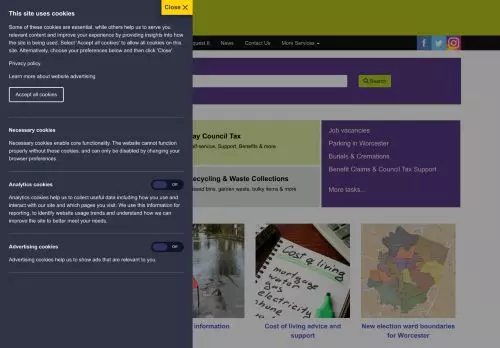 Close ✕
This site uses cookies
Some of these cookies are essential, while others help us to serve you
relevant content and improve your experience by providing insights into how
the site is being used. Select 'Accept all cookies' to allow all cookies on
this site. Alternatively, choose your preferences below and then click 'Close'.
Privacy policy
Learn more about website advertising
Accept all cookies
Necessary cookies
Necessary cookies enable core functionality. The website cannot function
properly without these cookies, and can only be disabled by changing your
browser preferences.
Analytics cookies
Off
Analytics cookies help us to collect useful data including how you use and
interact with our site and which pages you visit. We use this information for
reporting, to identify website usage trends and understand how we can
improve the site to better meet your needs.
Advertising cookies
Off
Advertising cookies help us to show ads that are relevant to you.
quest It
News
Contact Us
More Services
Search
ay Council Tax
elf-service, Support, Benefits & more
ecycling & Waste Collections
ssed bins, garden waste, bulky items & more
Job vacancies
Parking in Worcester
Burials & Cremations
Benefit Claims & Council Tax Support
More tasks...
Cost of living
mortgage
water
gas
electricity
phone
information
Cost of living advice and
support
New election ward boundaries
for Worcester